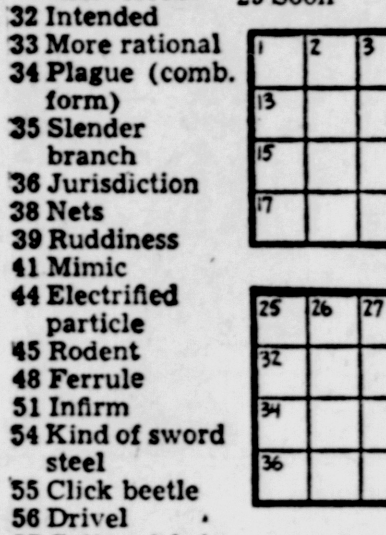 29 Soon
32 Intended
33 More rational
34 Plague (comb.
form)
35 Slender
branch
36 Jurisdiction
38 Nets
39 Ruddiness
41 Mimic
44 Electrified
particle
45 Rodent
48 Ferrule
51 Infirm
54 Kind of sword
steel
55 Click beetle
56 Drivel
1 2 3
13
15
17
25 26 27
32
34
36